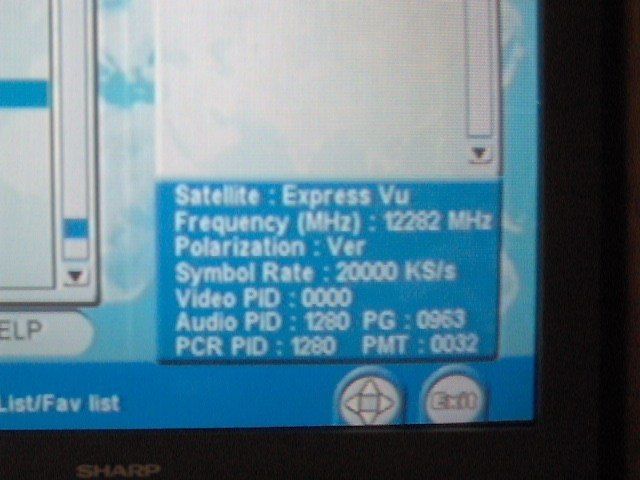 Satellite : Express Vu
Frequency (MHz) : 12282 MHz
Polarization : Ver
Symbol Rate : 20000 KS/s
Video PID : 0000
Audio PID : 1280 PG : 0963
PCR PID : 1280 PMT : 0032
ELP
List/Fav list
Exit
SHARP